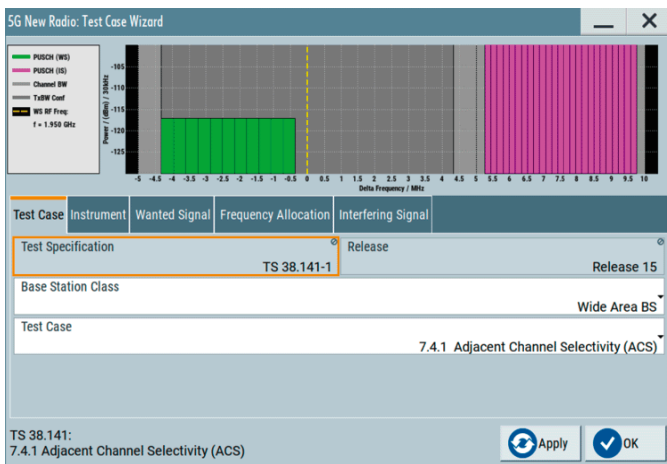 5G New Radio: Test Case Wizard
PUSCH (WS)
PUSCH (IS)
Channel BW
TxBW Conf
WS RF Freq:
f = 1.950 GHz
Power / (dBm) / 30kHz
-105
-110
-120
-125
-5 -4.5 -4 -3.5 -3 -2.5 -2 -1.5 -1 -0.5 0 0.5 1 1.5 2 2.5 3 3.5 4 4.5 5 5.5 6 6.5 7 7.5 8 8.5 9 9.5 10
Delta Frequency / MHz
Test Case Instrument Wanted Signal Frequency Allocation Interfering Signal
Test Specification
TS 38.141-1
Release
Release 15
Base Station Class
Wide Area BS
Test Case
7.4.1 Adjacent Channel Selectivity (ACS)
TS 38.141:
7.4.1 Adjacent Channel Selectivity (ACS)
Apply
OK